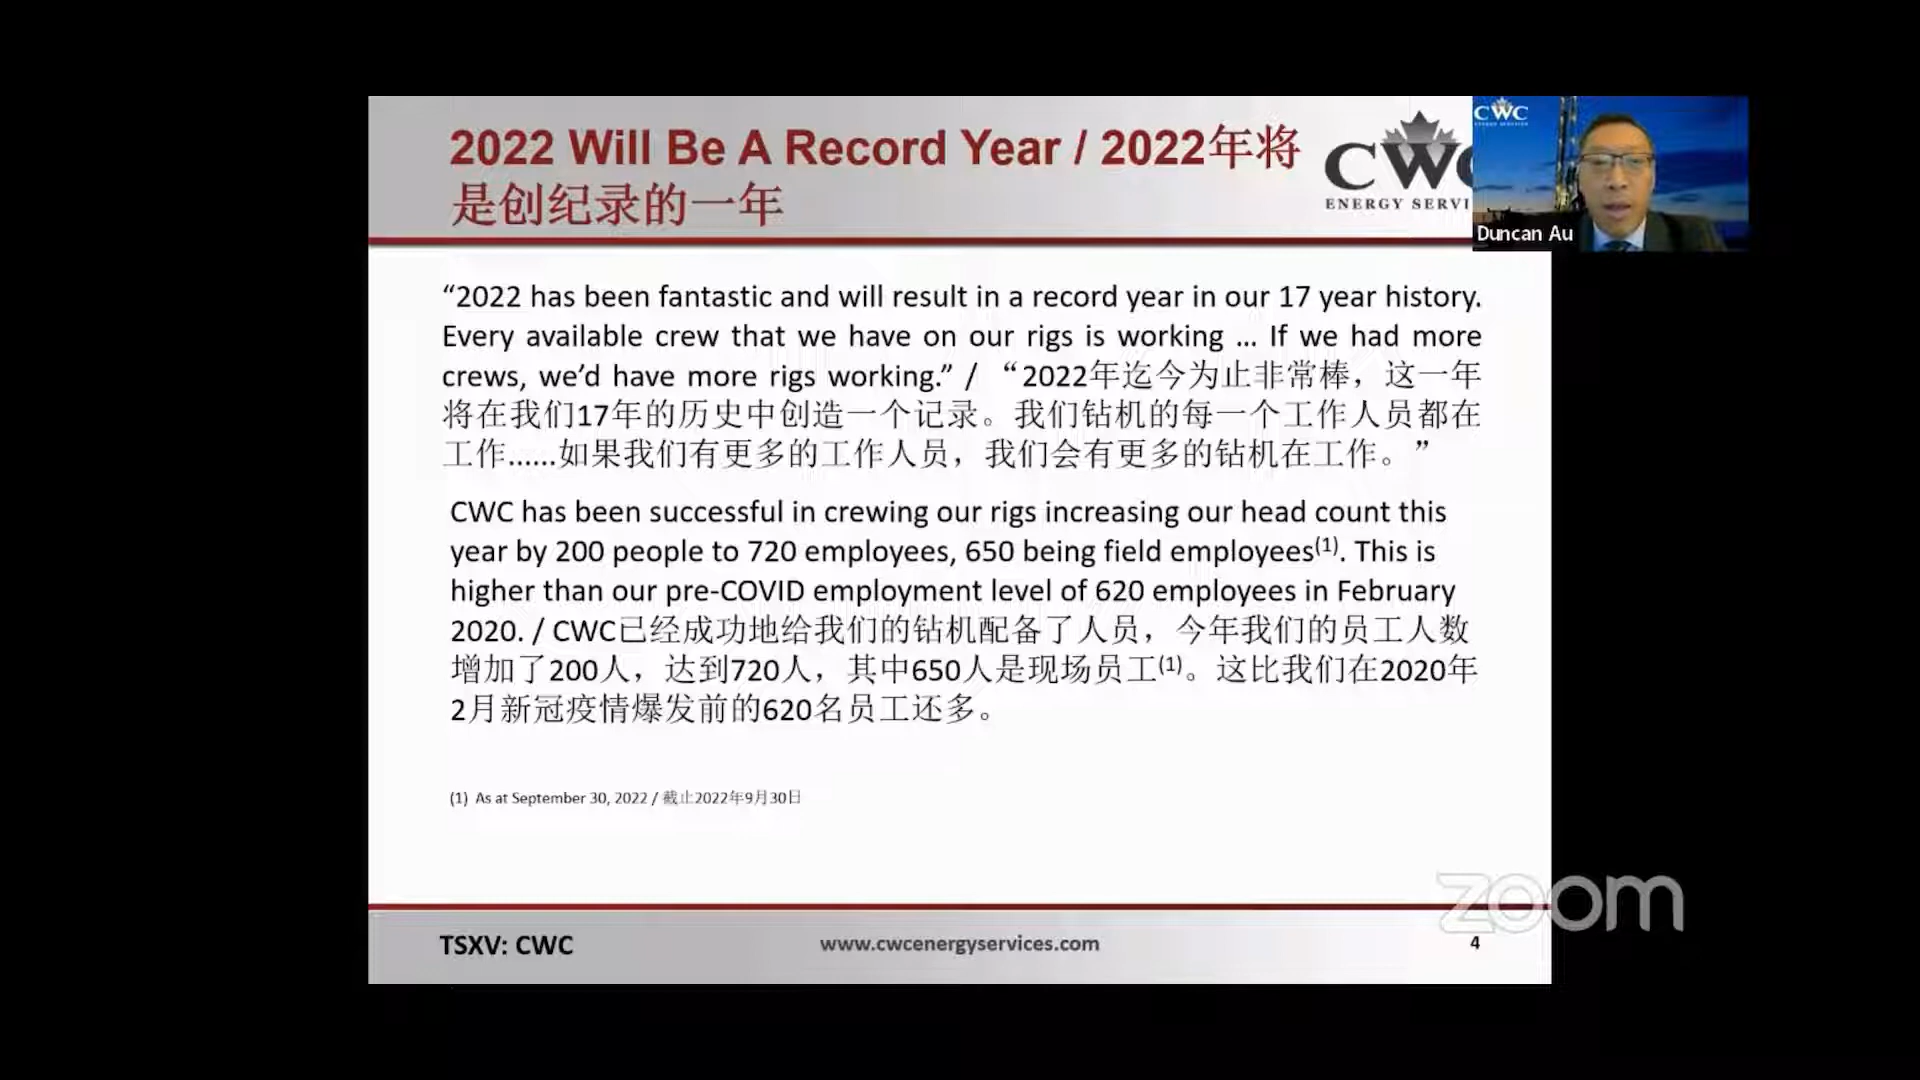 2022 Will Be A Record Year / 2022年将
是创纪录的一年
CWC
ENERGY SERVI
CWC
Duncan Au
“2022 has been fantastic and will result in a record year in our 17 year history.
Every available crew that we have on our rigs is working ... If we had more
crews, we’d have more rigs working.” / “2022年迄今为止非常棒，这一年
将在我们17年的历史中创造一个记录。我们钻机的每一个工作人员都在
工作......如果我们有更多的工作人员，我们会有更多的钻机在工作。”
CWC has been successful in crewing our rigs increasing our head count this
year by 200 people to 720 employees, 650 being field employees(1). This is
higher than our pre-COVID employment level of 620 employees in February
2020. / CWC已经成功地给我们的钻机配备了人员，今年我们的员工人数
增加了200人，达到720人，其中650人是现场员工(1)。这比我们在2020年
2月新冠疫情爆发前的620名员工还多。
(1) As at September 30, 2022 / 截止2022年9月30日
zoom
TSXV: CWC
www.cwcenergyservices.com
4